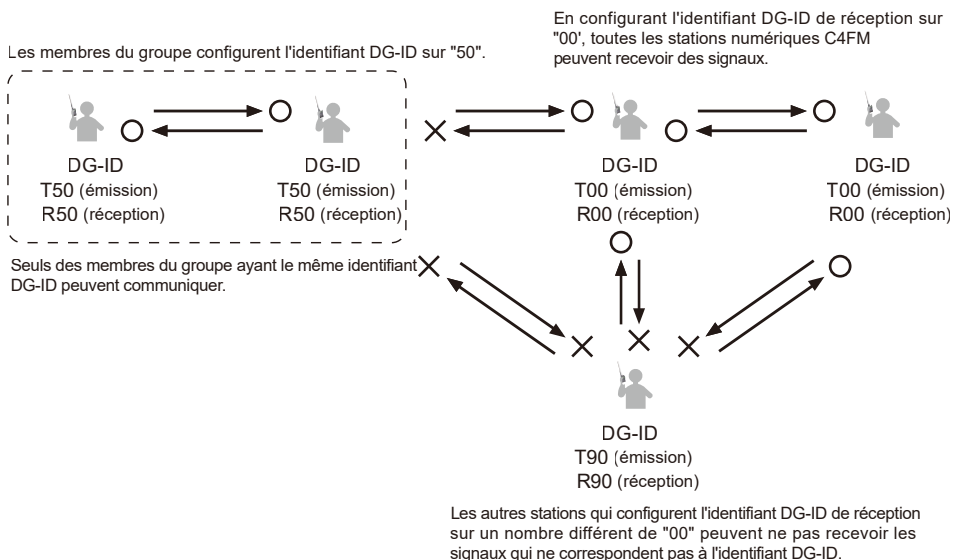 En configurant l'identifiant DG-ID de réception sur
"00', toutes les stations numériques C4FM
peuvent recevoir des signaux.
Les membres du groupe configurent l'identifiant DG-ID sur "50".
DG-ID
T50 (émission)
R50 (réception)
DG-ID
T50 (émission)
R50 (réception)
DG-ID
T00 (émission)
R00 (réception)
DG-ID
T00 (émission)
R00 (réception)
Seuls des membres du groupe ayant le même identifiant
DG-ID peuvent communiquer.
DG-ID
T90 (émission)
R90 (réception)
Les autres stations qui configurent l'identifiant DG-ID de réception
sur un nombre différent de "00" peuvent ne pas recevoir les
signaux qui ne correspondent pas à l'identifiant DG-ID.